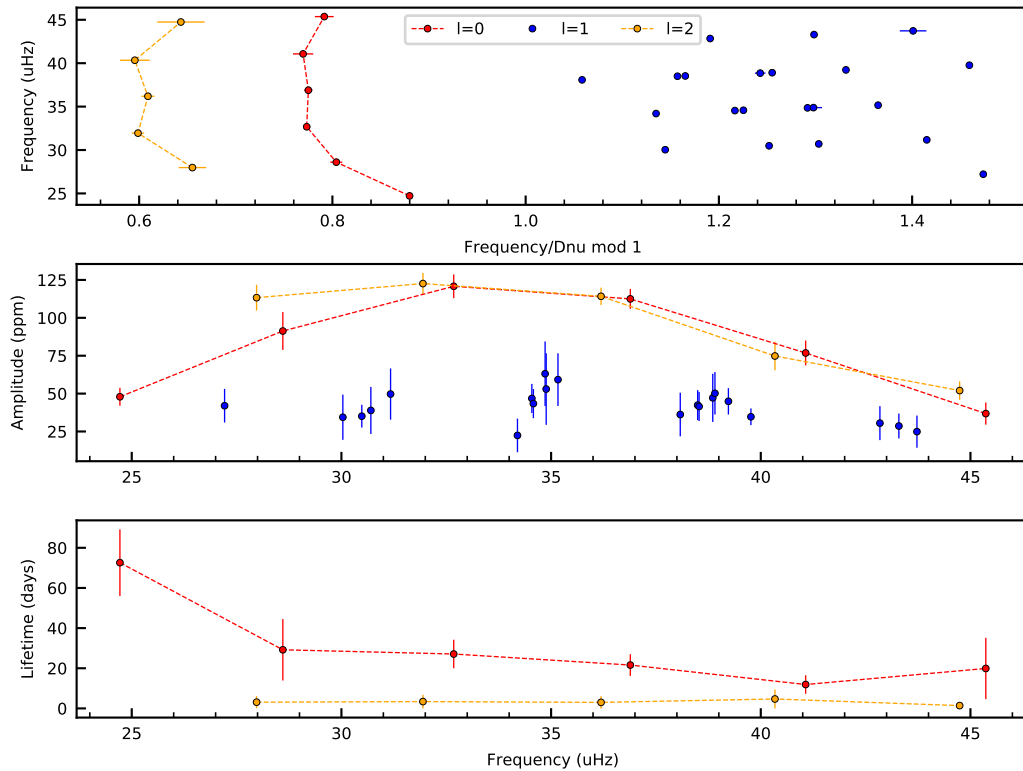 45
40
35
30
25
Frequency (uHz)
l=0 l=1 l=2
0.6 0.8 1.0 1.2 1.4
Frequency/Dnu mod 1
125
100
75
50
25
Amplitude (ppm)
25 30 35 40 45
80
60
40
20
0
Lifetime (days)
25 30 35 40 45
Frequency (uHz)